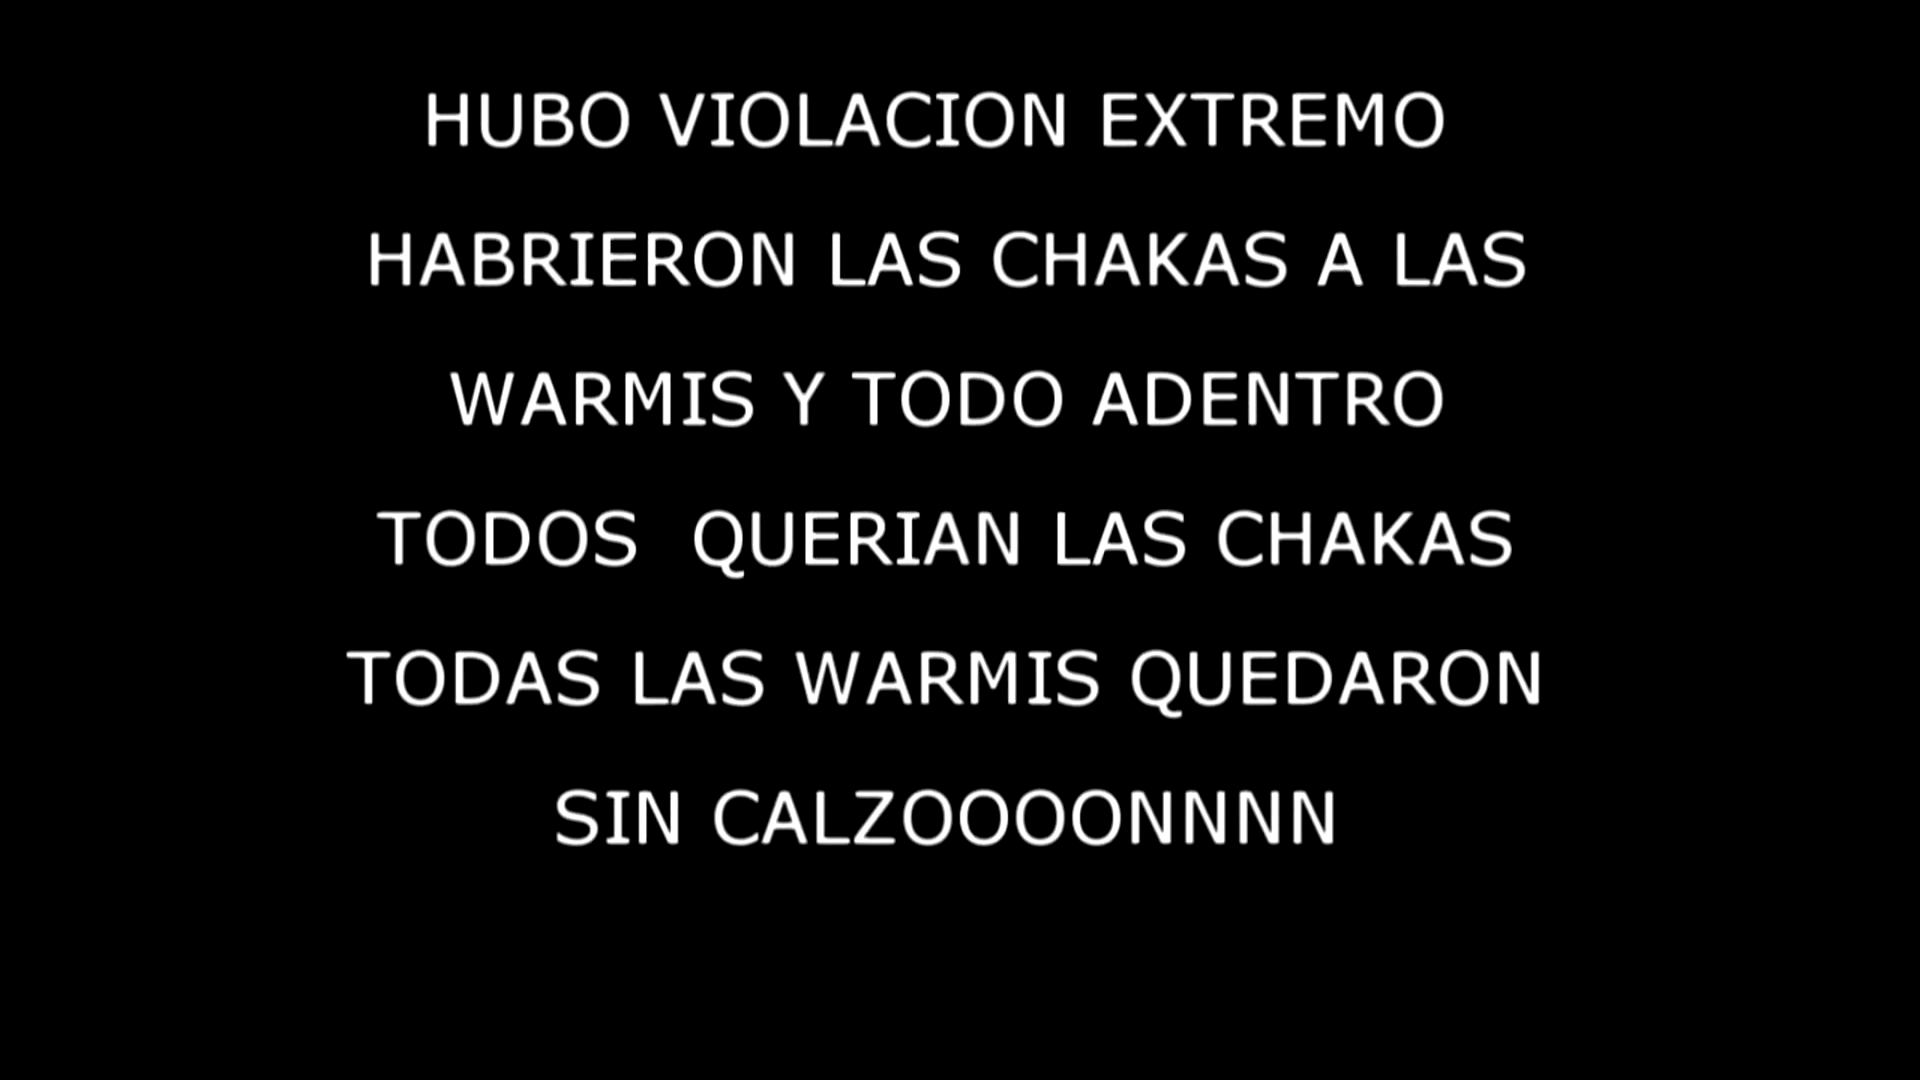 HUBO VIOLACION EXTREMO
HABRIERON LAS CHAKAS A LAS
WARMIS Y TODO ADENTRO
TODOS  QUERIAN LAS CHAKAS
TODAS LAS WARMIS QUEDARON
SIN CALZOOOONNNN